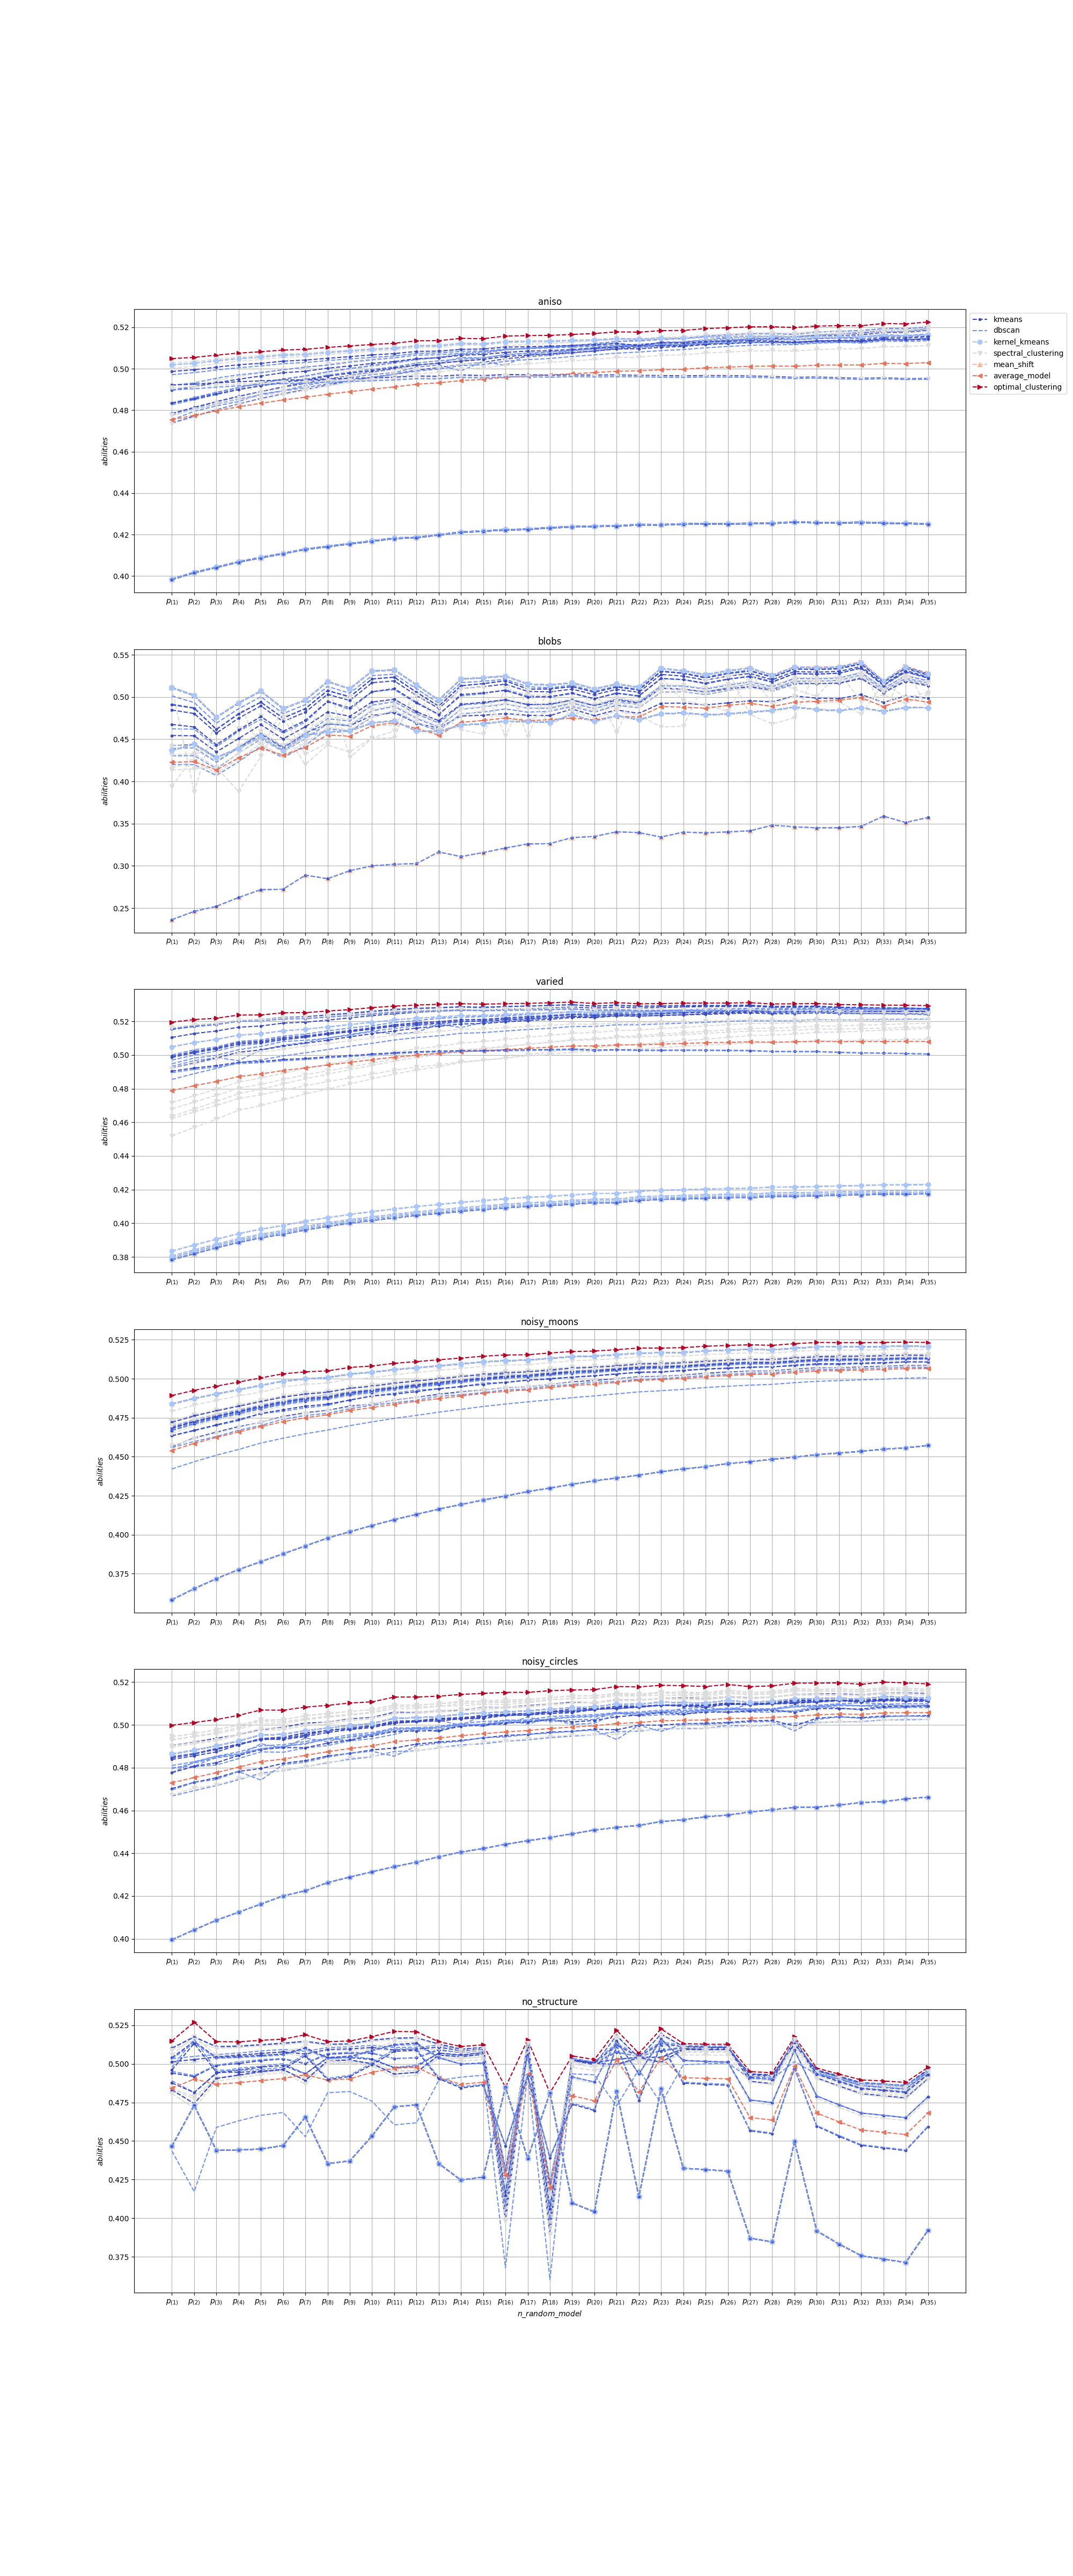 aniso
0.52
0.50
0.48
0.46
0.44
0.42
0.40
abilities
p(1) p(2) p(3) p(4) p(5) p(6) p(7) p(8) p(9) p(10) p(11) p(12) p(13) p(14) p(15) p(16) p(17) p(18) p(19) p(20) p(21) p(22) p(23) p(24) p(25) p(26) p(27) p(28) p(29) p(30) p(31) p(32) p(33) p(34) p(35)
kmeans
dbscan
kernel_kmeans
spectral_clustering
mean_shift
average_model
optimal_clustering
blobs
0.55
0.50
0.45
0.40
0.35
0.30
0.25
abilities
p(1) p(2) p(3) p(4) p(5) p(6) p(7) p(8) p(9) p(10) p(11) p(12) p(13) p(14) p(15) p(16) p(17) p(18) p(19) p(20) p(21) p(22) p(23) p(24) p(25) p(26) p(27) p(28) p(29) p(30) p(31) p(32) p(33) p(34) p(35)
varied
0.52
0.50
0.48
0.46
0.44
0.42
0.40
0.38
abilities
p(1) p(2) p(3) p(4) p(5) p(6) p(7) p(8) p(9) p(10) p(11) p(12) p(13) p(14) p(15) p(16) p(17) p(18) p(19) p(20) p(21) p(22) p(23) p(24) p(25) p(26) p(27) p(28) p(29) p(30) p(31) p(32) p(33) p(34) p(35)
noisy_moons
0.525
0.500
0.475
0.450
0.425
0.400
0.375
abilities
p(1) p(2) p(3) p(4) p(5) p(6) p(7) p(8) p(9) p(10) p(11) p(12) p(13) p(14) p(15) p(16) p(17) p(18) p(19) p(20) p(21) p(22) p(23) p(24) p(25) p(26) p(27) p(28) p(29) p(30) p(31) p(32) p(33) p(34) p(35)
noisy_circles
0.52
0.50
0.48
0.46
0.44
0.42
0.40
abilities
p(1) p(2) p(3) p(4) p(5) p(6) p(7) p(8) p(9) p(10) p(11) p(12) p(13) p(14) p(15) p(16) p(17) p(18) p(19) p(20) p(21) p(22) p(23) p(24) p(25) p(26) p(27) p(28) p(29) p(30) p(31) p(32) p(33) p(34) p(35)
no_structure
0.525
0.500
0.475
0.450
0.425
0.400
0.375
abilities
p(1) p(2) p(3) p(4) p(5) p(6) p(7) p(8) p(9) p(10) p(11) p(12) p(13) p(14) p(15) p(16) p(17) p(18) p(19) p(20) p(21) p(22) p(23) p(24) p(25) p(26) p(27) p(28) p(29) p(30) p(31) p(32) p(33) p(34) p(35)
n_random_model